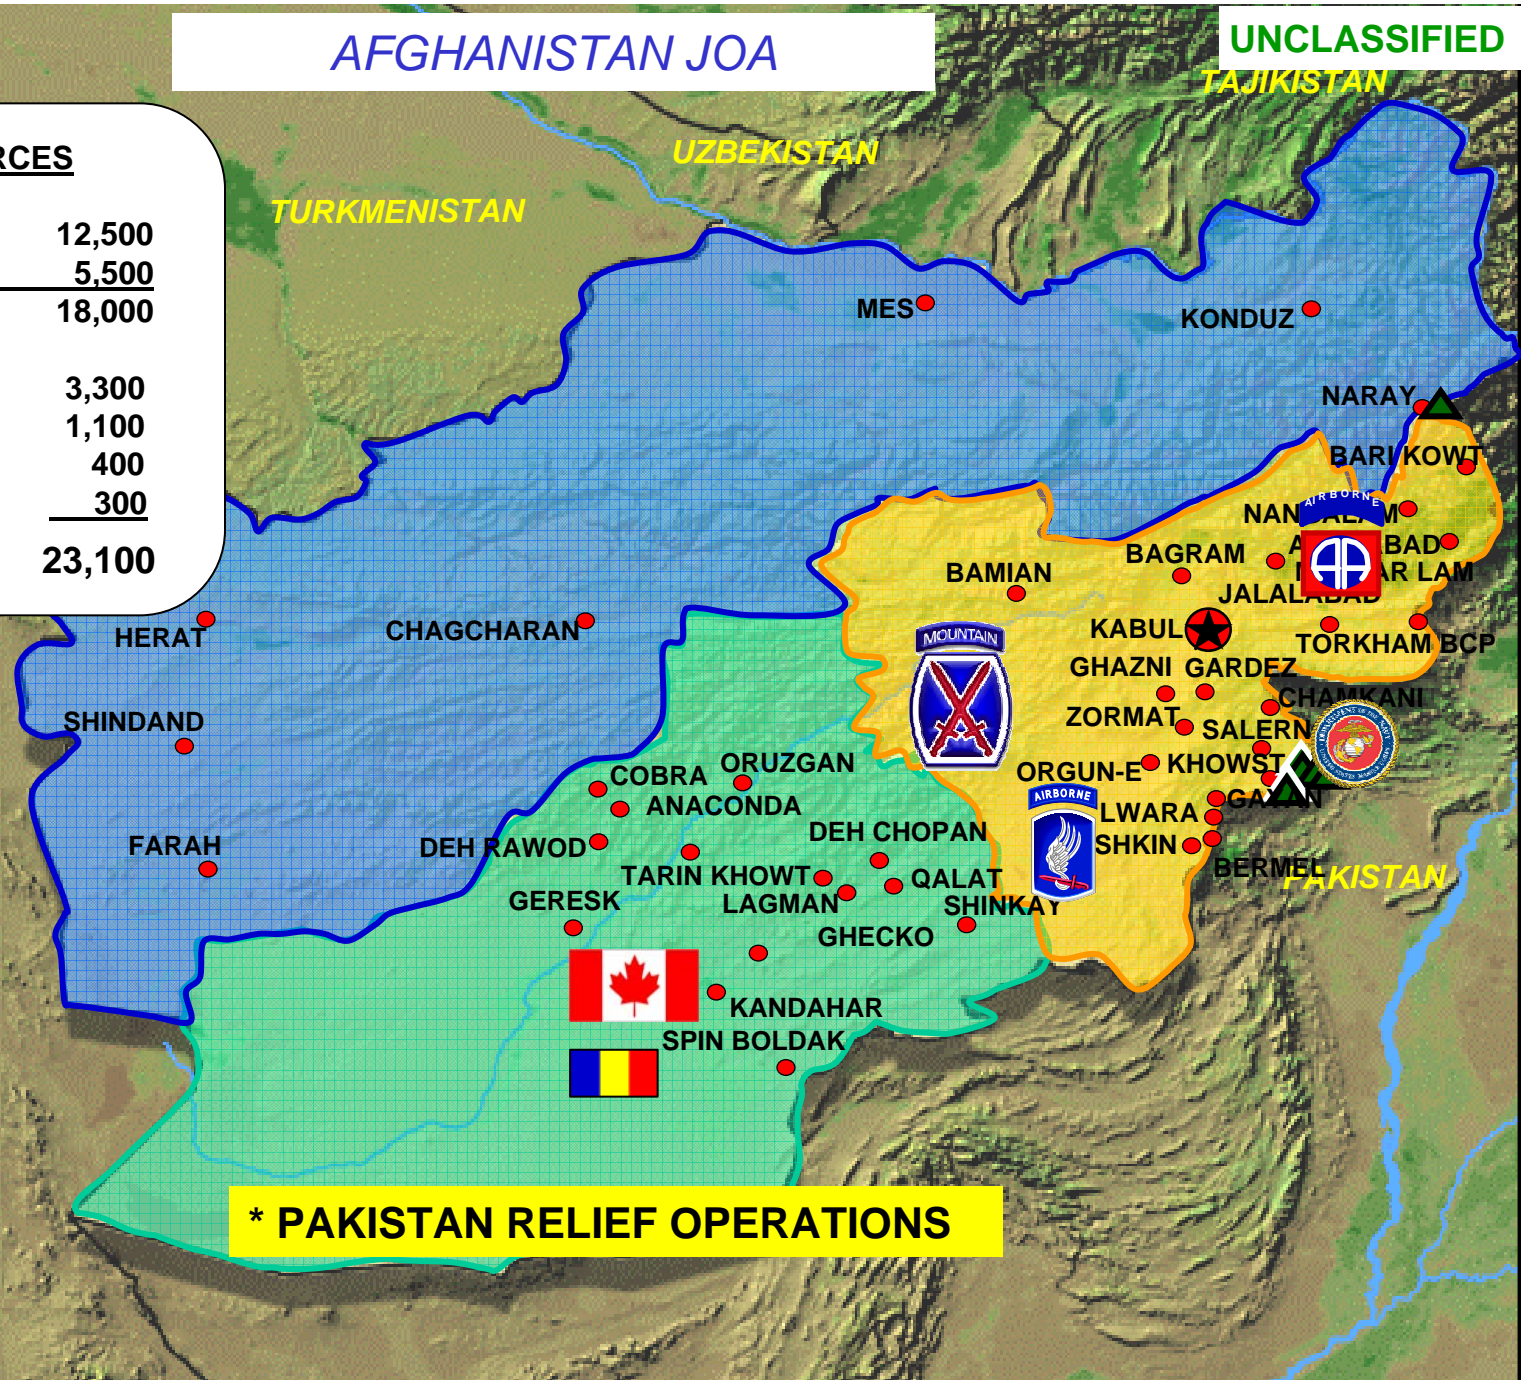 AFGHANISTAN JOA
UNCLASSIFIED
TAJIKISTAN
UZBEKISTAN
TURKMENISTAN
RCES
12,500
5,500
18,000
3,300
1,100
400
300
23,100
MES
KONDUZ
NARAY
BARI KOWT
AIRBORNE
BAGRAM
BAMIAN
LAM
JALALABAD
HERAT
CHAGCHARAN
MOUNTAIN
KABUL
TORKHAM BCP
GHAZNI
GARDEZ
CHAMKANI
SHINDAND
ZORMAT
SALERN
ORUZGAN
COBRA
ORGUN-E
KHOWST
ANACONDA
AIRBORNE
LWARA
DEH CHOPAN
FARAH
DEH RAWOD
SHKIN
BERMEL
PAKISTAN
TARIN KHOWT
QALAT
GERESK
LAGMAN
SHINKAY
GHECKO
KANDAHAR
SPIN BOLDAK
* PAKISTAN RELIEF OPERATIONS